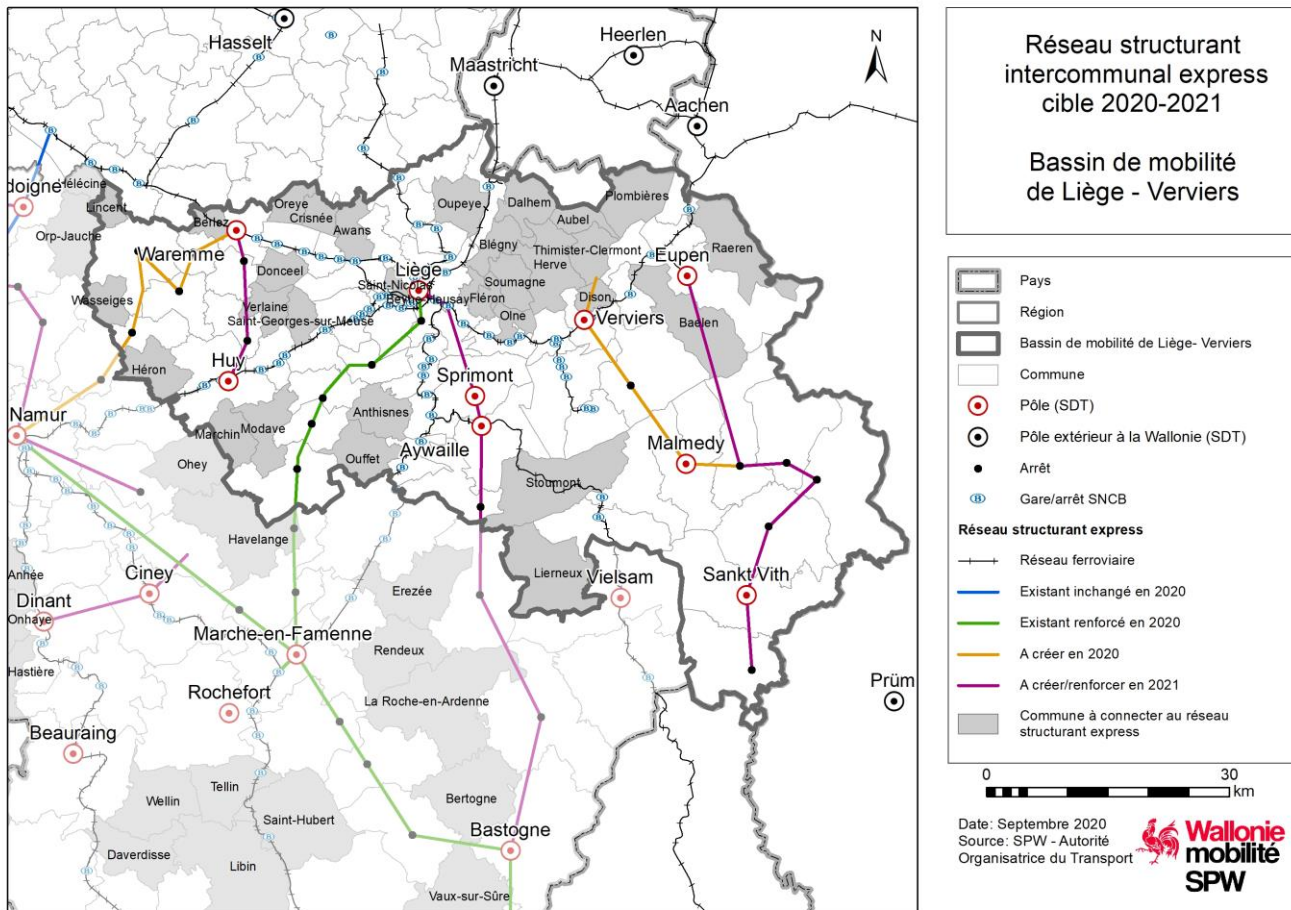 Hasselt
Heerlen
Maastricht
Aachen
N
doigne
Hélécine
Lincent
Orp-Jauche
Berloz
Oreye
Crisnée
Awans
Oupeye
Dalhem
Plombières
Aubel
Blégny
Thimister-Clermont
Herve
Raeren
Waremme
Donceel
Liège
Saint-Nicolas
Beyne-Heusay
Fléron
Soumagne
Olne
Dison
Eupen
Baelen
Verviers
Wasseiges
Verlaine
Saint-Georges-sur-Meuse
Héron
Huy
Sprimont
Namur
Marchin
Modave
Anthisnes
Ouffet
Aywaille
Malmedy
Stoumont
Ohey
Havelange
Lierneux
Vielsam
Sankt Vith
Anhée
Ciney
Dinant
Onhaye
Hastière
Erezée
Marche-en-Famenne
Rendeux
Rochefort
La Roche-en-Ardenne
Prüm
Beauraing
Wellin
Tellin
Saint-Hubert
Bertogne
Bastogne
Daverdisse
Libin
Vaux-sur-Sûre
Réseau structurant
intercommunal express
cible 2020-2021
Bassin de mobilité
de Liège - Verviers
Pays
Région
Bassin de mobilité de Liège- Verviers
Commune
Pôle (SDT)
Pôle extérieur à la Wallonie (SDT)
Arrêt
Gare/arrêt SNCB
Réseau structurant express
Réseau ferroviaire
Existant inchangé en 2020
Existant renforcé en 2020
A créer en 2020
A créer/renforcer en 2021
Commune à connecter au réseau
structurant express
0 30
km
Date: Septembre 2020
Source: SPW - Autorité
Organisatrice du Transport
Wallonie
mobilité
SPW